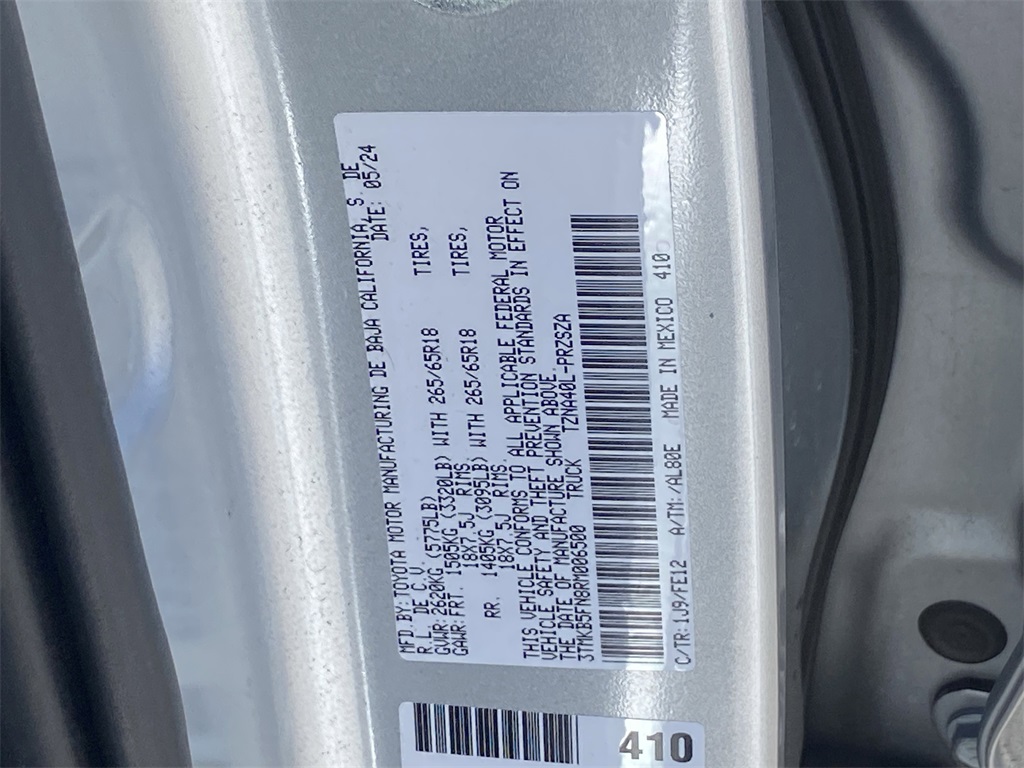 MFD BY: TOYOTA MOTOR MANUFACTURING DE BAJA CALIFORNIA, S. DE
R.L. DE C.V. DATE: 05/24
GVWR:2620KG (5775LB)
GAWR:FRT. 1505KG (3320LB) WITH 265/65R18 TIRES,
18X7.5J RIMS
RR. 1405KG (3095LB) WITH 265/65R18 TIRES,
18X7.5J RIMS
THIS VEHICLE CONFORMS TO ALL APPLICABLE FEDERAL MOTOR
VEHICLE SAFETY AND THEFT PREVENTION STANDARDS IN EFFECT ON
THE DATE OF MANUFACTURE SHOWN ABOVE.
3TMKB5FN8RM006500 TRUCK TZNA40L-PRZSZA
C/TR:1J9/FE12 A/TM:/AL80E MADE IN MEXICO 410
410